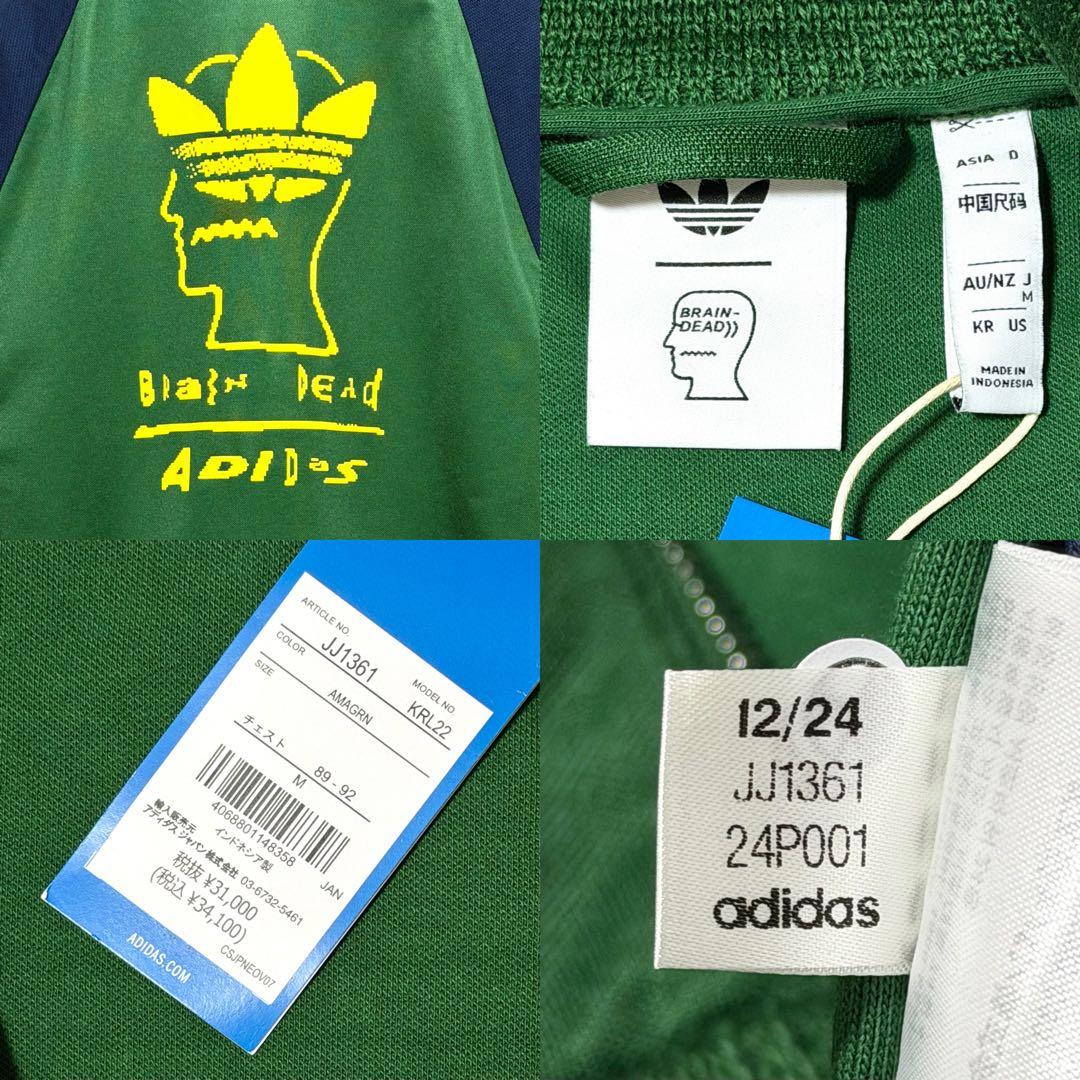 Brain DEAd
ADIDaS
BRAIN-
DEAD))
ASIA D
中国尺码
AU/NZ J
M
KR US
MADE IN
INDONESIA
ARTICLE NO.
JJ1361
MODEL NO.
KRL22
COLOR
AMAGRN
SIZE
チェスト 89 - 92
M
4068801148358
JAN
輸入販売元 インドネシア製
アディダス ジャパン株式会社 03-6732-5461
税抜 ¥31,000
(税込 ¥34,100)
CSJPNEOV07
ADIDAS.COM
12/24
JJ1361
24P001
adidas